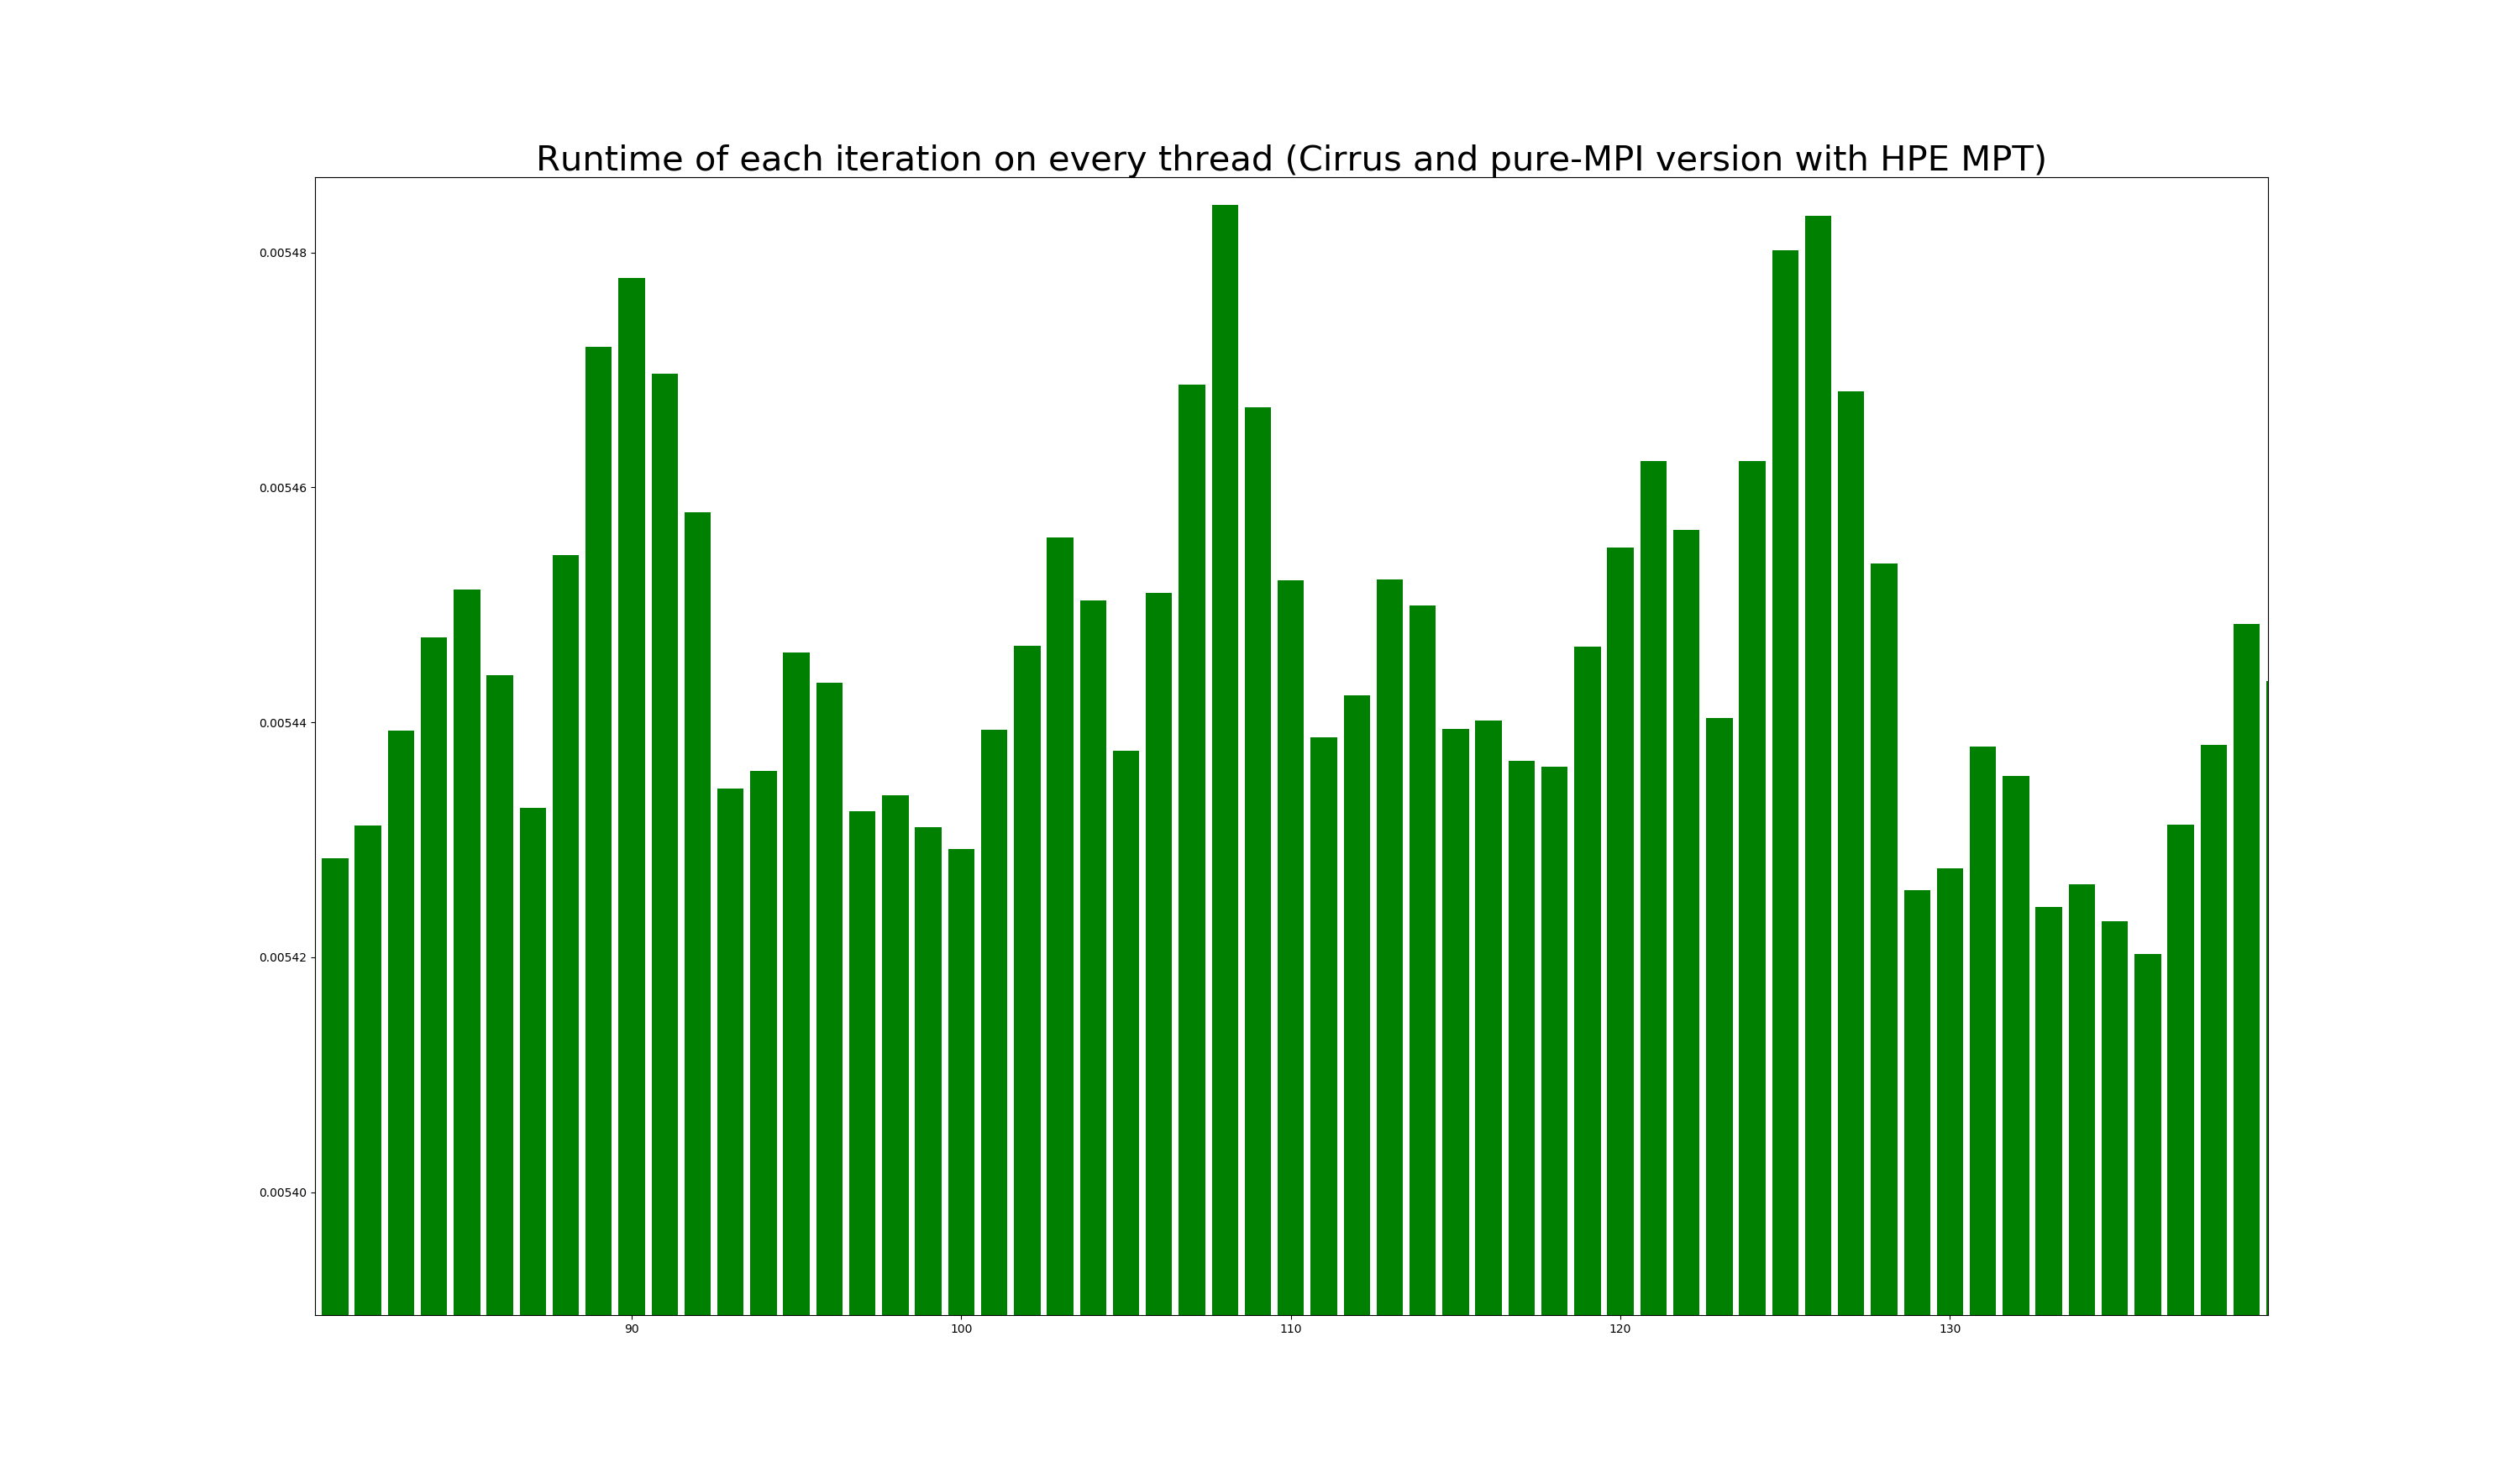 Runtime of each iteration on every thread (Cirrus and pure-MPI version with HPE MPT)
0.00548
0.00546
0.00544
0.00542
0.00540
90 100 110 120 130